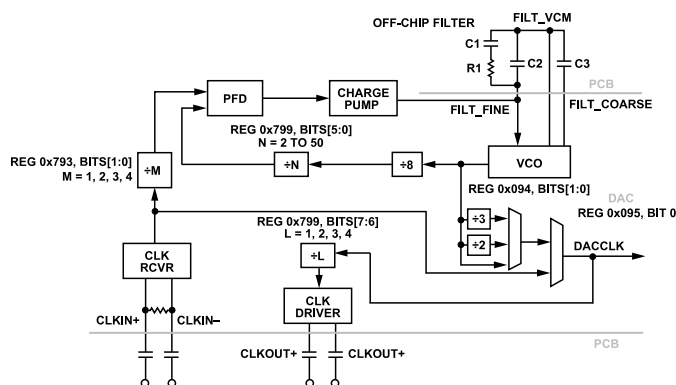 OFF-CHIP FILTER
FILT_VCM
C1
R1
C2
C3
PCB
PFD
CHARGE
PUMP
FILT_FINE
FILT_COARSE
REG 0x799, BITS[5:0]
N = 2 TO 50
REG 0x793, BITS[1:0]
M = 1, 2, 3, 4
÷M
÷N
÷8
VCO
REG 0x094, BITS[1:0]
DAC
REG 0x095, BIT 0
REG 0x799, BITS[7:6]
L = 1, 2, 3, 4
÷3
÷2
DACCLK
CLK
RCVR
÷L
CLK
DRIVER
CLKIN+
CLKIN–
PCB
CLKOUT+
CLKOUT+